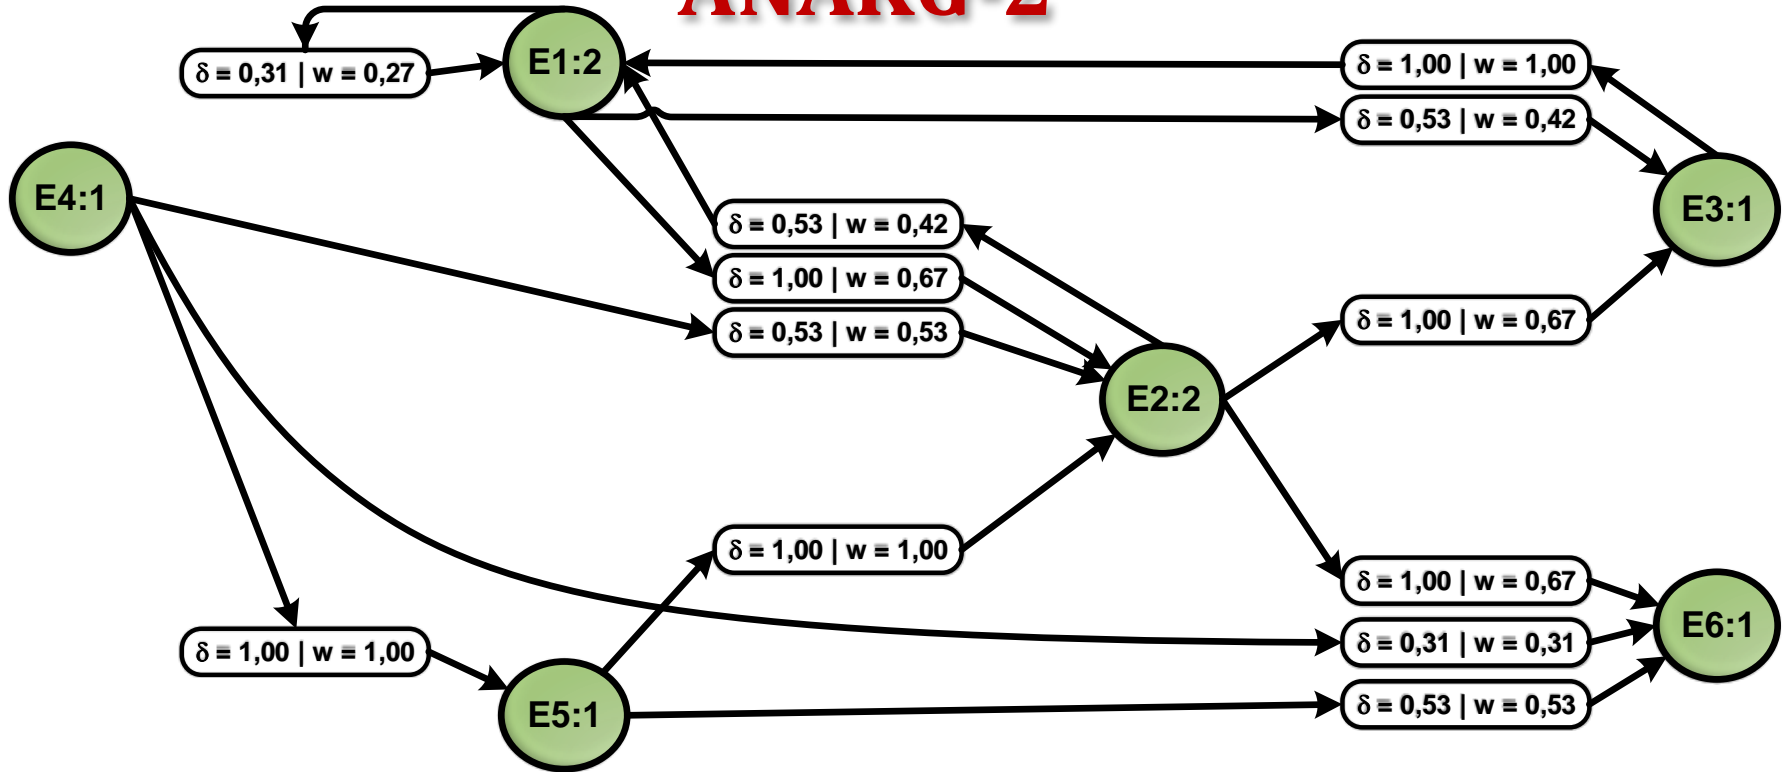 ANAKG-2
E1:2
δ = 0,31 | w = 0,27
δ = 1,00 | w = 1,00
δ = 0,53 | w = 0,42
E4:1
E3:1
δ = 0,53 | w = 0,42
δ = 1,00 | w = 0,67
δ = 0,53 | w = 0,53
δ = 1,00 | w = 0,67
E2:2
δ = 1,00 | w = 1,00
δ = 1,00 | w = 0,67
δ = 0,31 | w = 0,31
E6:1
δ = 1,00 | w = 1,00
δ = 0,53 | w = 0,53
E5:1